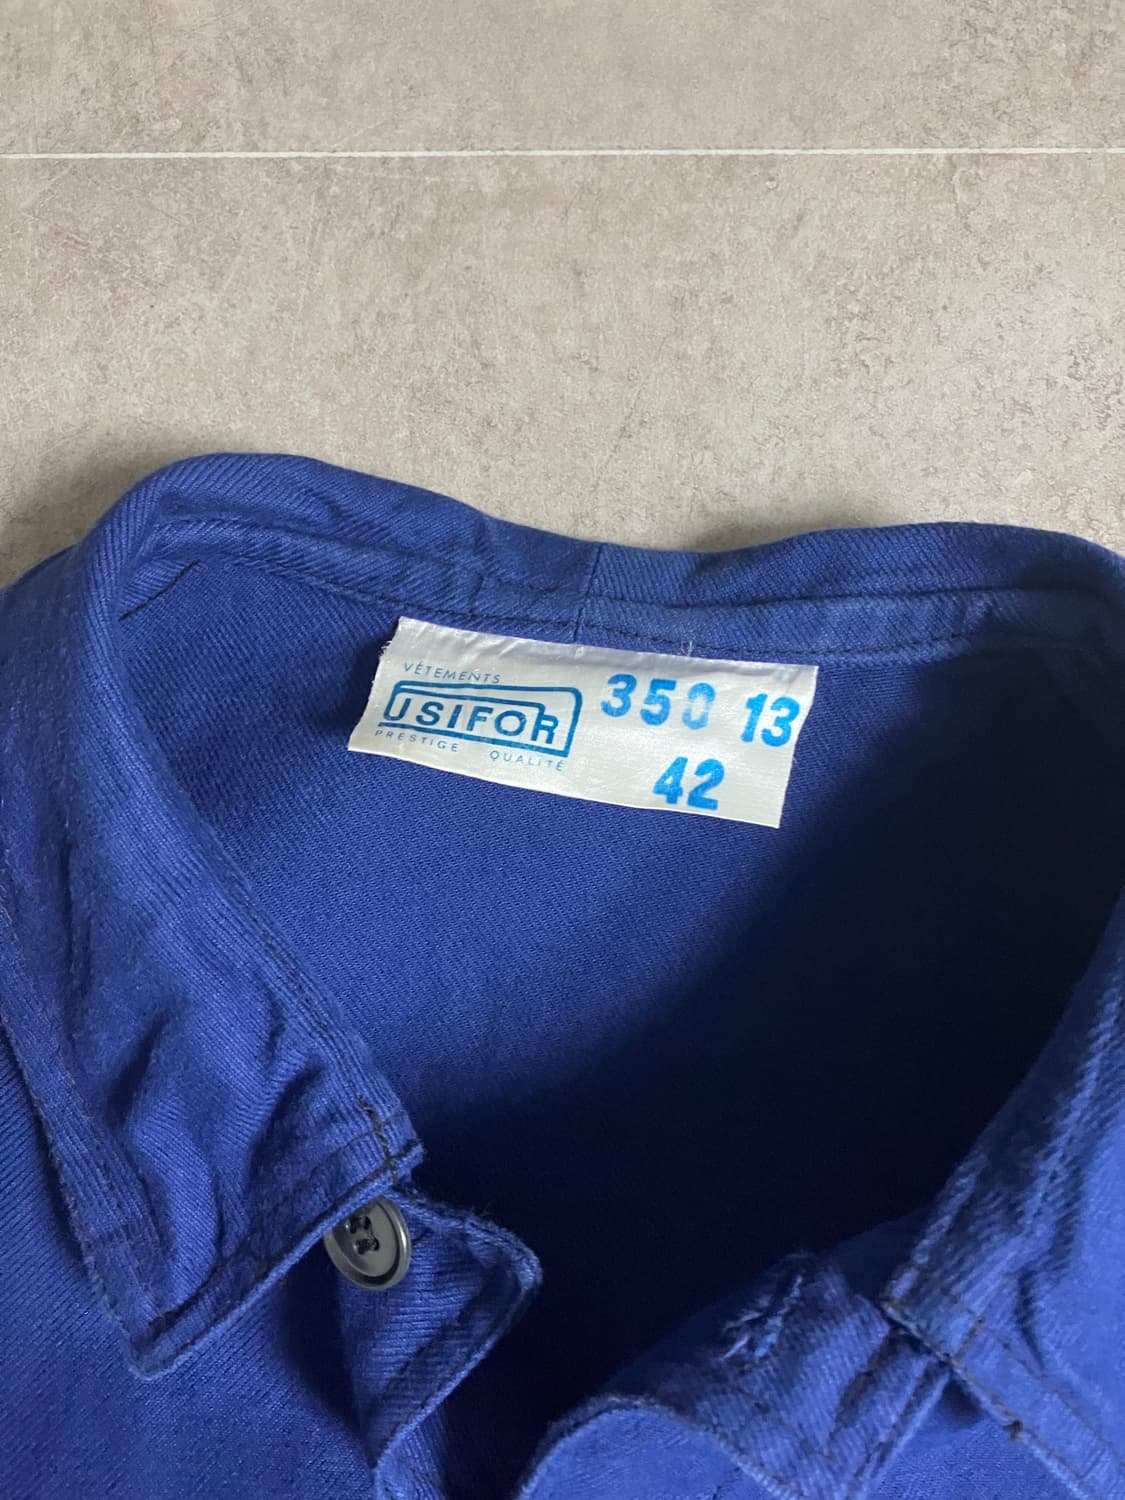 VÊTEMENTS
USIFOR
PRESTIGE QUALITÉ
350 13
42